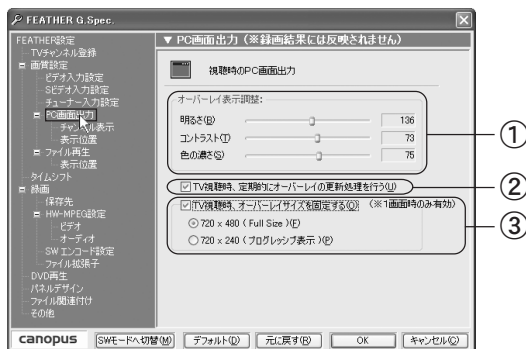 FEATHER G.Spec.
FEATHER設定
TVチャンネル登録
画質設定
ビデオ入力設定
Sビデオ入力設定
チューナー入力設定
PC画面出力
チャンネル表示
表示位置
ファイル再生
表示位置
タイムシフト
録画
保存先
HW-MPEG設定
ビデオ
オーディオ
SWエンコード設定
ファイル拡張子
DVD再生
パネルデザイン
ファイル関連付け
その他
▼ PC画面出力(※録画結果には反映されません)
視聴時のPC画面出力
オーバーレイ表示調整:
明るさ(B) 136
コントラスト(T) 73
色の濃さ(S) 75
①
TV視聴時、定期的にオーバーレイの更新処理を行う(U)
②
TV視聴時、オーバーレイサイズを固定する(O) (※1画面時のみ有効)
720 x 480 ( Full Size )(F)
720 x 240 ( プログレッシブ表示 )(P)
③
canopus
SWモードへ切替(M) デフォルト(D) 元に戻す(R) OK キャンセル(C)